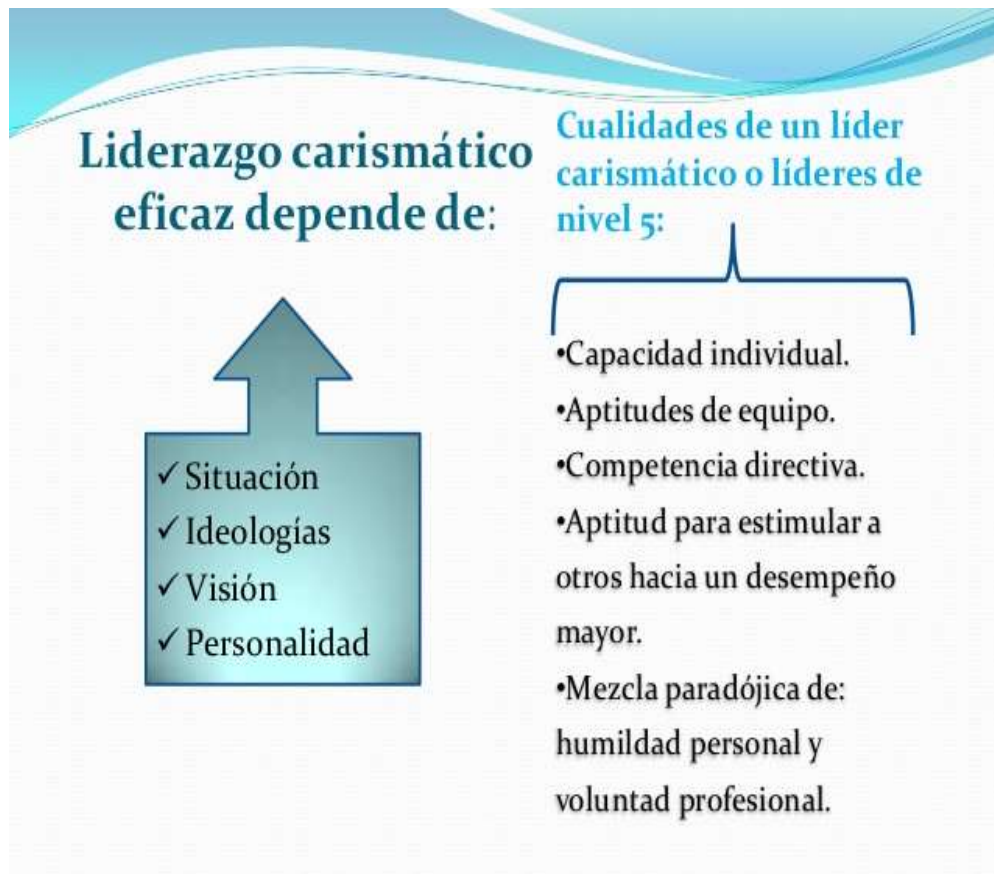 Liderazgo carismático
eficaz depende de:
✓ Situación
✓ Ideologías
✓ Visión
✓ Personalidad
Cualidades de un líder
carismático o líderes de
nivel 5:
•Capacidad individual.
•Aptitudes de equipo.
•Competencia directiva.
•Aptitud para estimular a
otros hacia un desempeño
mayor.
•Mezcla paradójica de:
humildad personal y
voluntad profesional.